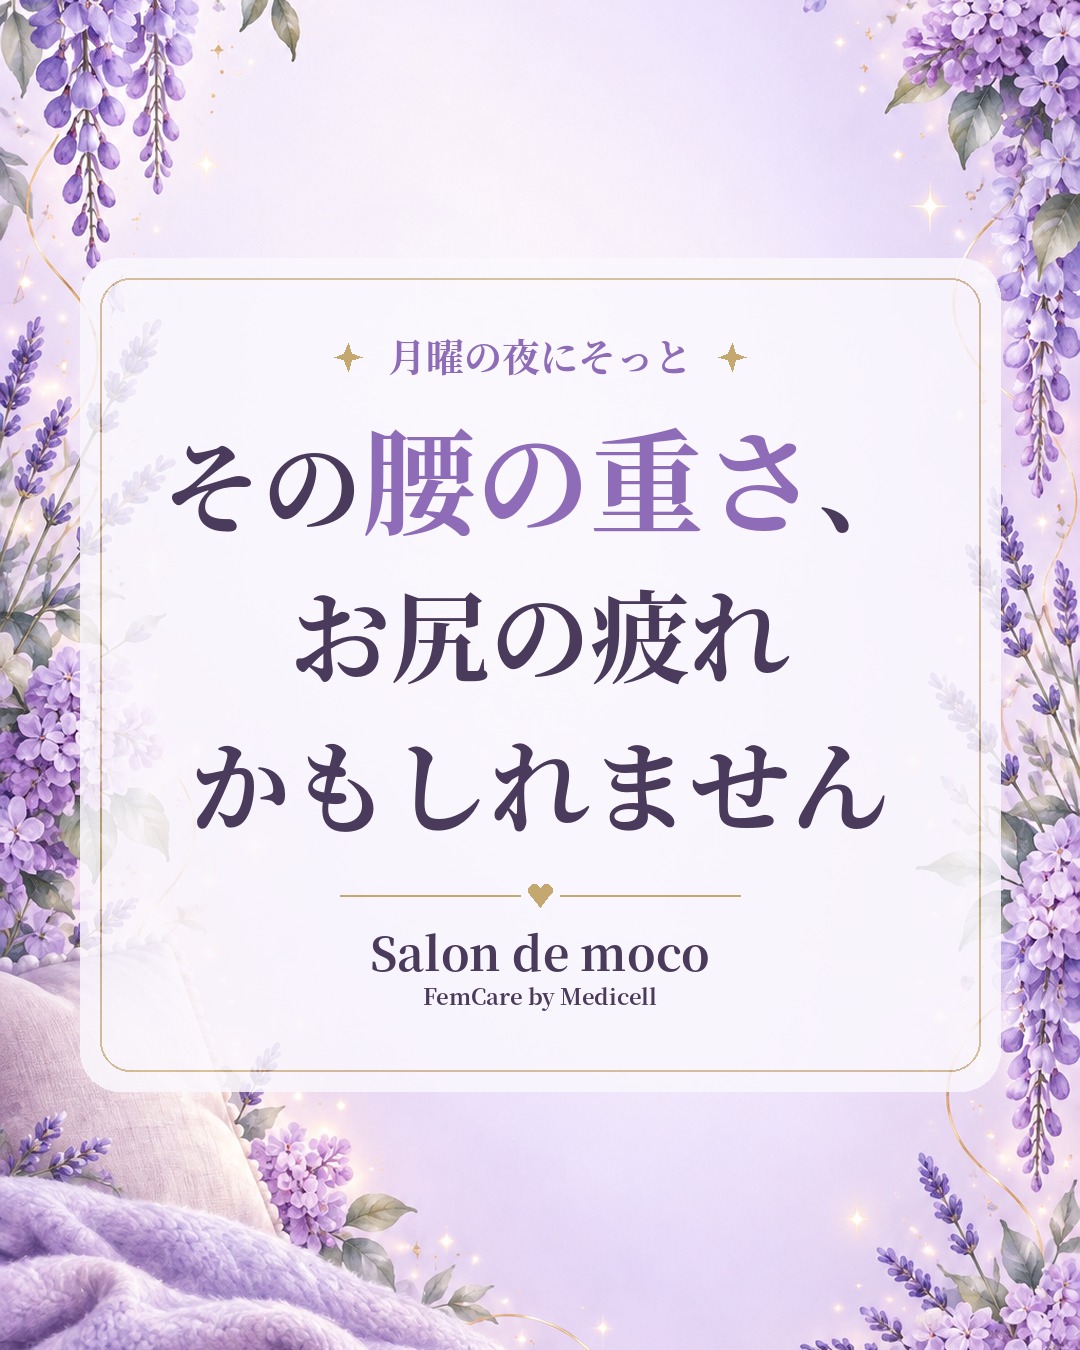 月曜の夜にそっと
その腰の重さ、
お尻の疲れ
かもしれません
Salon de moco
FemCare by Medicell